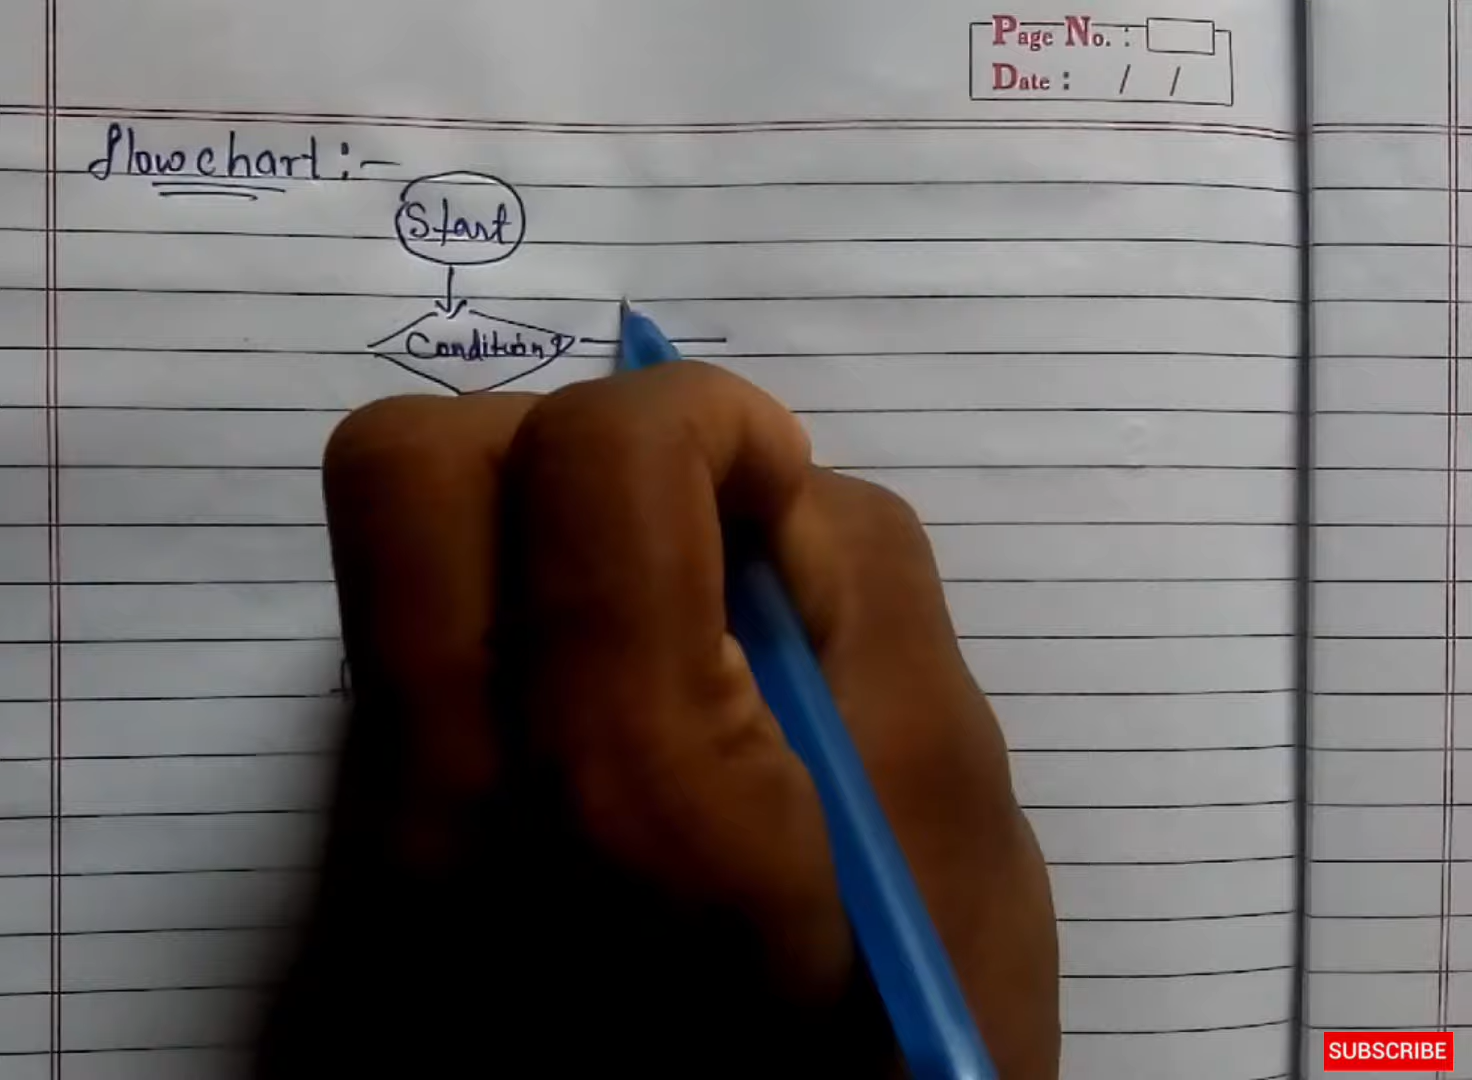 Page No. :
Date : / /
flowchart :-
Start
Condition?
SUBSCRIBE